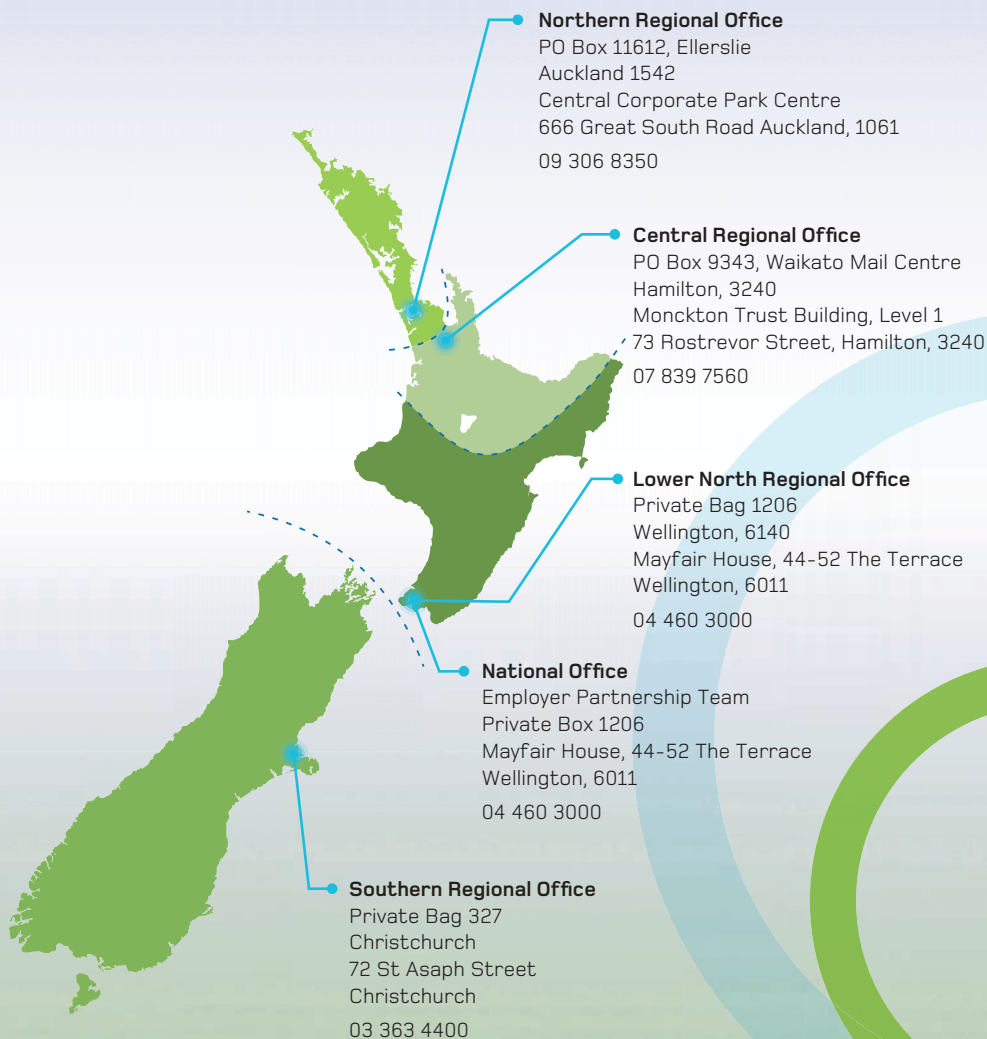 Northern Regional Office
PO Box 11612, Ellerslie
Auckland 1542
Central Corporate Park Centre
666 Great South Road Auckland, 1061
09 306 8350
Central Regional Office
PO Box 9343, Waikato Mail Centre
Hamilton, 3240
Monckton Trust Building, Level 1
73 Rostrevor Street, Hamilton, 3240
07 839 7560
Lower North Regional Office
Private Bag 1206
Wellington, 6140
Mayfair House, 44-52 The Terrace
Wellington, 6011
04 460 3000
National Office
Employer Partnership Team
Private Box 1206
Mayfair House, 44-52 The Terrace
Wellington, 6011
04 460 3000
Southern Regional Office
Private Bag 327
Christchurch
72 St Asaph Street
Christchurch
03 363 4400